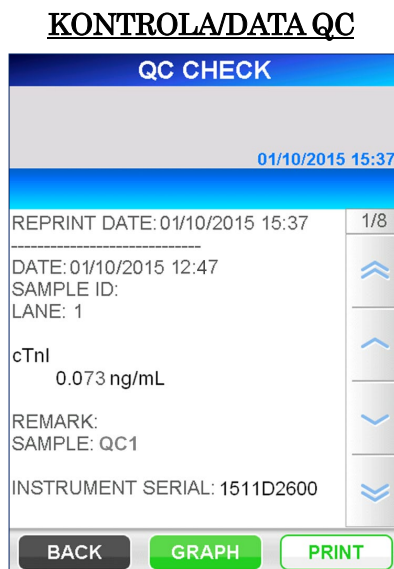 KONTROLA/DATA QC
QC CHECK
01/10/2015 15:37
REPRINT DATE: 01/10/2015 15:37
1/8
-----------------------------
DATE: 01/10/2015 12:47
SAMPLE ID:
LANE: 1
cTnI
0.073 ng/mL
REMARK:
SAMPLE: QC1
INSTRUMENT SERIAL: 1511D2600
BACK
GRAPH
PRINT